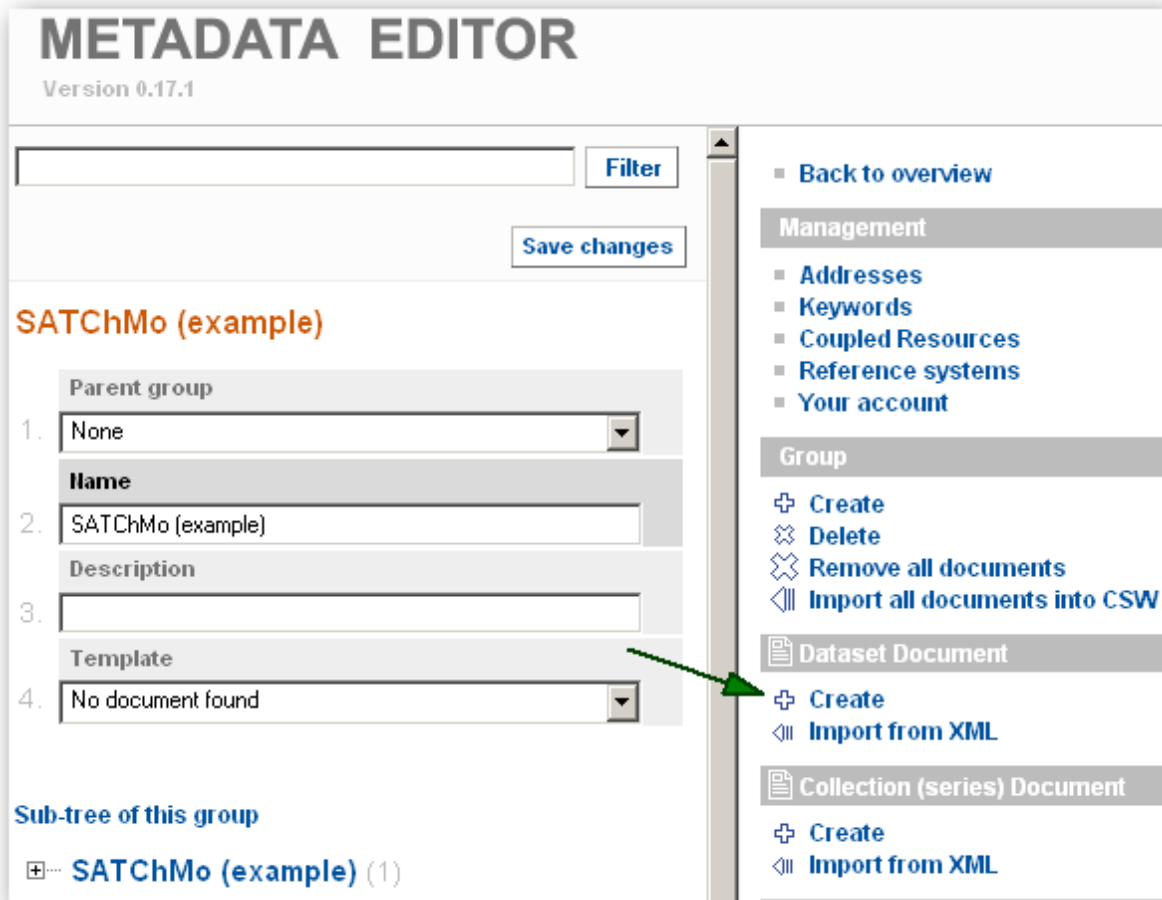 METADATA EDITOR
Version 0.17.1
Filter
Save changes
SATChMo (example)
Parent group
1. None
Name
2. SATChMo (example)
Description
3.
Template
4. No document found
Sub-tree of this group
SATChMo (example) (1)
Back to overview
Management
Addresses
Keywords
Coupled Resources
Reference systems
Your account
Group
Create
Delete
Remove all documents
Import all documents into CSW
Dataset Document
Create
Import from XML
Collection (series) Document
Create
Import from XML